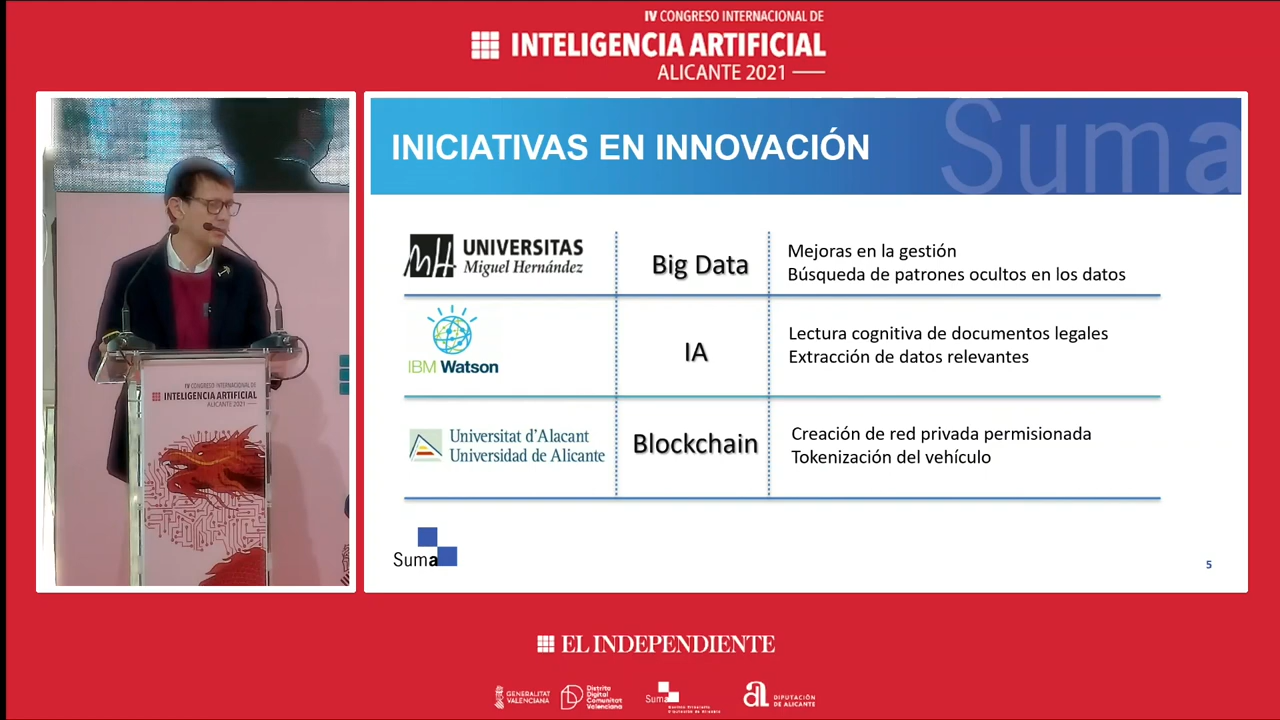 IV CONGRESO INTERNACIONAL DE
INTELIGENCIA ARTIFICIAL
ALICANTE 2021
INICIATIVAS EN INNOVACIÓN
Suma
UNIVERSITAS
Miguel Hernández
Big Data
Mejoras en la gestión
Búsqueda de patrones ocultos en los datos
IBM Watson
IA
Lectura cognitiva de documentos legales
Extracción de datos relevantes
Universitat d'Alacant
Universidad de Alicante
Blockchain
Creación de red privada permisionada
Tokenización del vehículo
Suma
5
IV CONGRESO INTERNACIONAL DE
INTELIGENCIA ARTIFICIAL
ALICANTE 2021
EL INDEPENDIENTE
GENERALITAT
VALENCIANA
Distrito
Digital
Comunitat
Valenciana
Suma
DIPUTACIÓN
DE ALICANTE